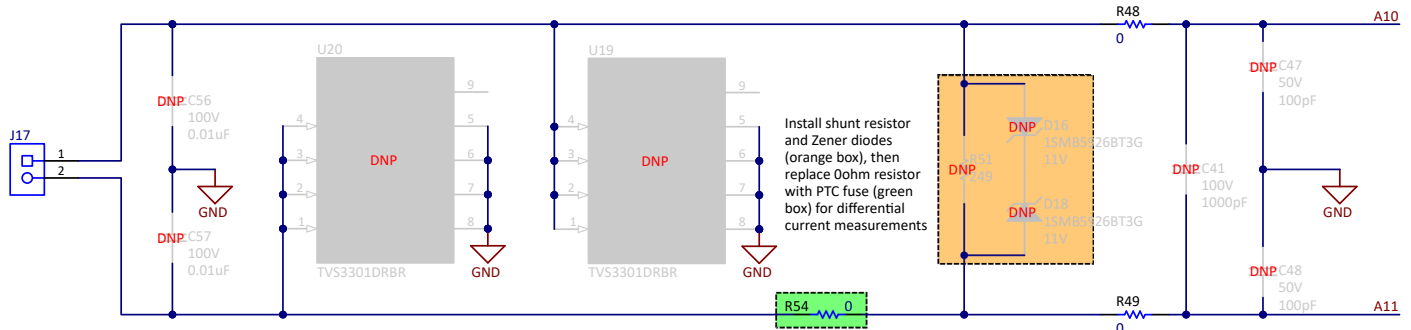 R48
A10
0
U20
U19
DNP C47
50V
100pF
9
9
DNP C56
100V
0.01uF
4
5
4
5
Install shunt resistor
and Zener diodes
(orange box), then
replace 0ohm resistor
with PTC fuse (green
box) for differential
current measurements
DNP D16
1SMB5926BT3G
11V
J17
1
2
3
DNP
6
3
DNP
6
DNP R51
249
DNP C41
100V
1000pF
GND
2
7
2
7
GND
DNP D18
1SMB5926BT3G
11V
1
8
1
8
DNP C57
100V
0.01uF
TVS3301DRBR
GND
TVS3301DRBR
GND
DNP C48
50V
100pF
R54 0
R49
0
A11